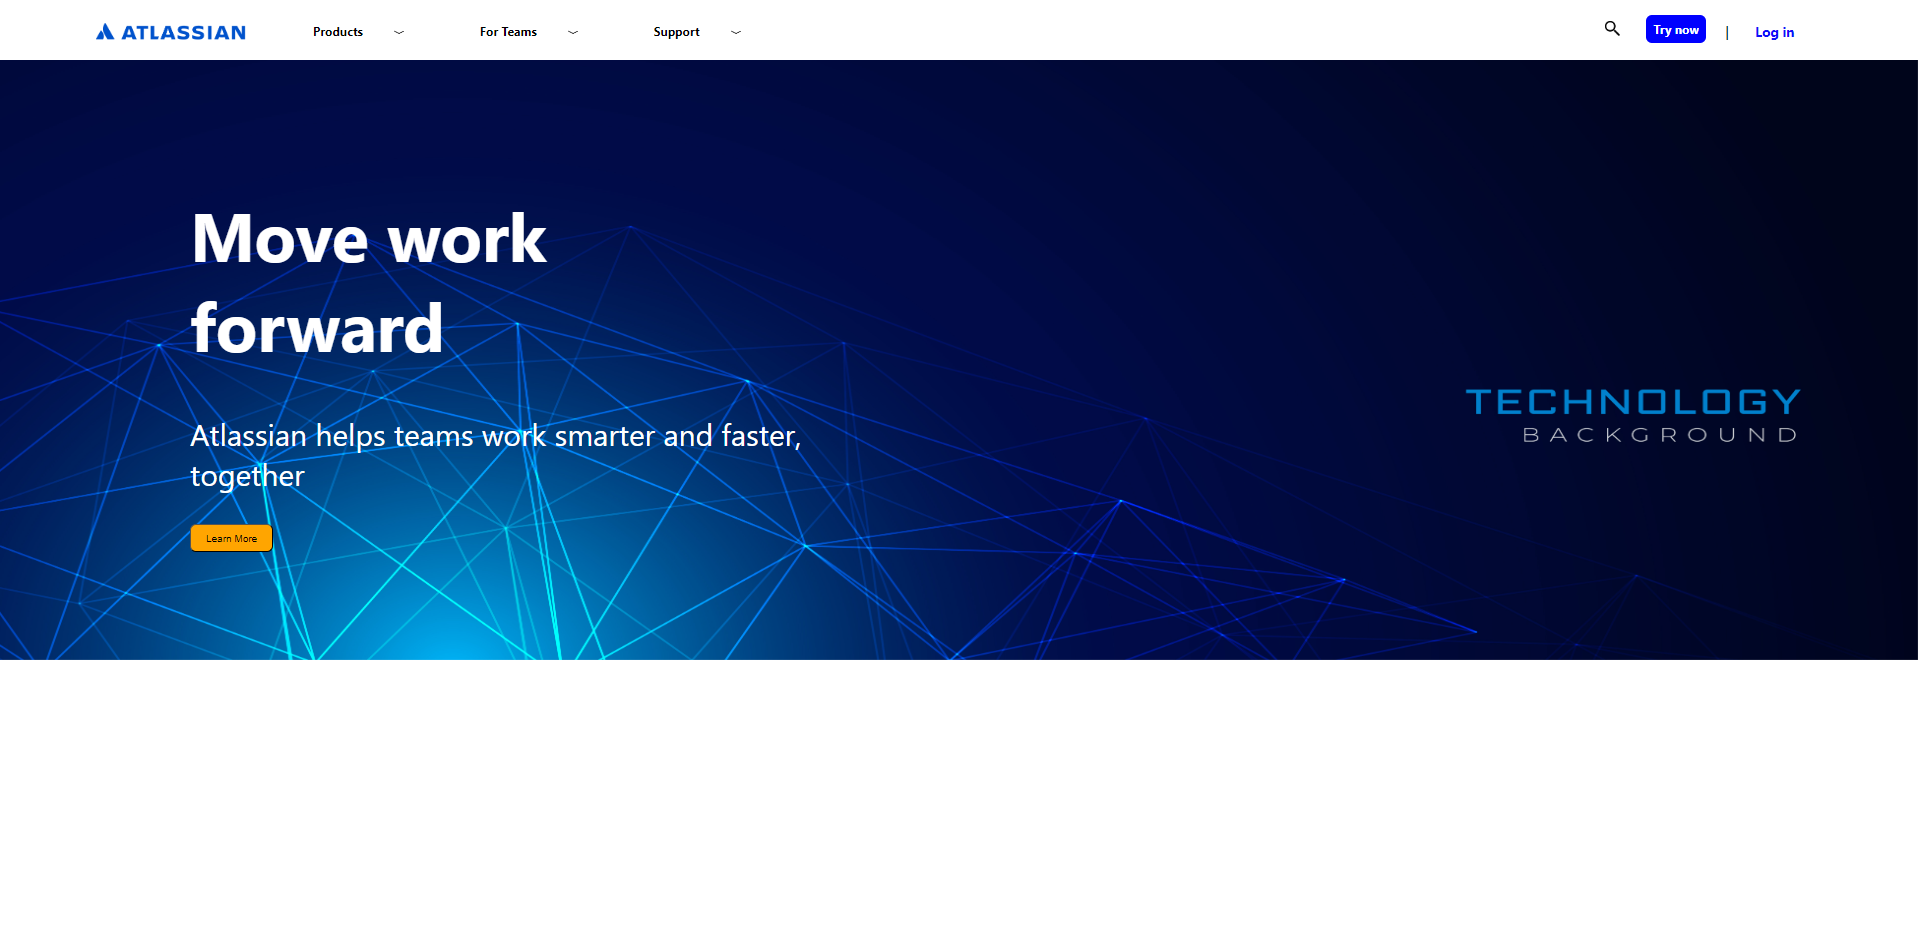 ATLASSIAN
Products
For Teams
Support
Try now
|
Log in
Move work
forward
Atlassian helps teams work smarter and faster,
together
Learn More
TECHNOLOGY
BACKGROUND